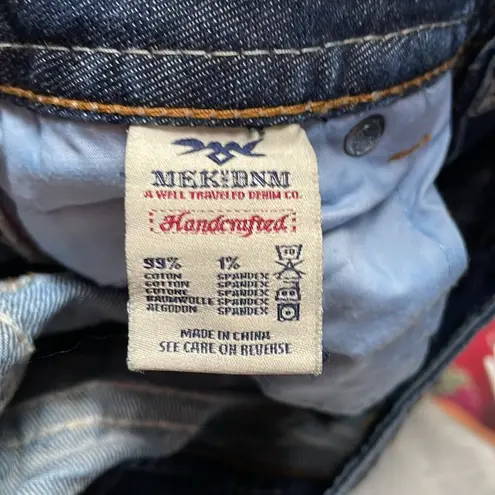 MEK DNM
A WELL TRAVELED DENIM CO.
Handcrafted
99% 1%
COTON SPANDEX
COTTON SPANDEX
COTONE SPANDEX
BAUMWOLLE SPANDEX
ALGODON SPANDEX
MADE IN CHINA
SEE CARE ON REVERSE